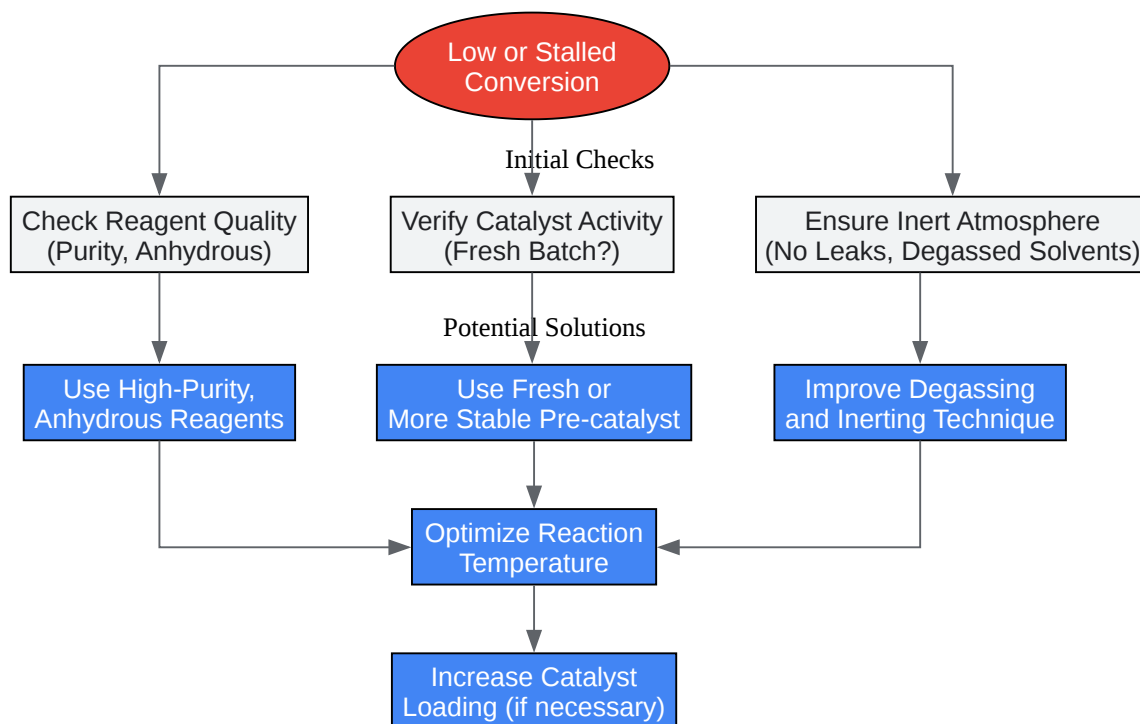 Low or Stalled
Conversion
Initial Checks
Check Reagent Quality
(Purity, Anhydrous)
Verify Catalyst Activity
(Fresh Batch?)
Ensure Inert Atmosphere
(No Leaks, Degassed Solvents)
Potential Solutions
Use High-Purity,
Anhydrous Reagents
Use Fresh or
More Stable Pre-catalyst
Improve Degassing
and Inerting Technique
Optimize Reaction
Temperature
Increase Catalyst
Loading (if necessary)